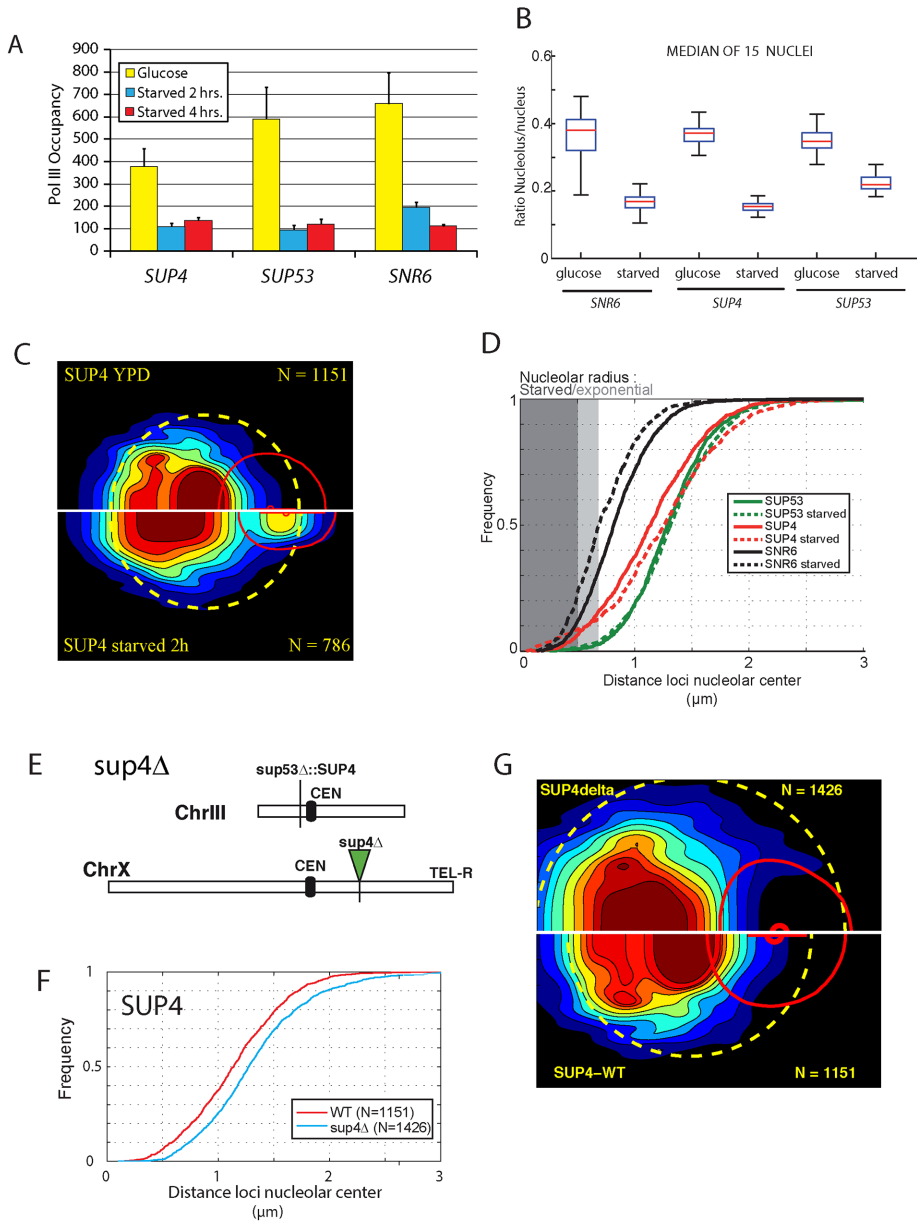 A
900
800
700
600
500
400
300
200
100
0
Pol III Occupancy
Glucose
Starved 2 hrs.
Starved 4 hrs.
SUP4
SUP53
SNR6
B
MEDIAN OF 15 NUCLEI
0.6
0.4
0.2
0
Ratio Nucleolus/nucleus
glucose starved glucose starved glucose starved
SNR6
SUP4
SUP53
C
SUP4 YPD
N = 1151
SUP4 starved 2h
N = 786
D
Nucleolar radius :
Starved/exponential
1
0.5
0
Frequency
SUP53
SUP53 starved
SUP4
SUP4 starved
SNR6
SNR6 starved
0 1 2 3
Distance loci nucleolar center
(μm)
E
sup4Δ
sup53Δ::SUP4
CEN
ChrIII
sup4Δ
CEN
TEL-R
ChrX
F
SUP4
1
0.5
0
Frequency
WT (N=1151)
sup4Δ (N=1426)
0 1 2 3
Distance loci nucleolar center
(μm)
G
SUP4delta
N = 1426
SUP4–WT
N = 1151